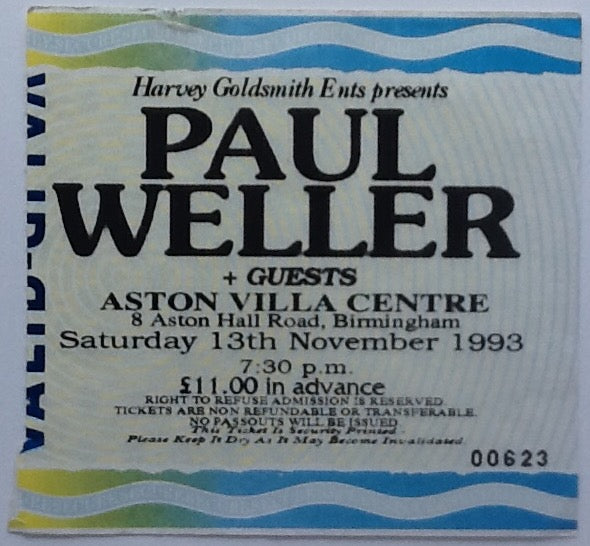 Harvey Goldsmith Ents presents
PAUL
WELLER
+ GUESTS
ASTON VILLA CENTRE
8 Aston Hall Road, Birmingham
Saturday 13th November 1993
7:30 p.m.
£11.00 in advance
RIGHT TO REFUSE ADMISSION IS RESERVED.
TICKETS ARE NON REFUNDABLE OR TRANSFERABLE.
NO PASSOUTS WILL BE ISSUED
This Ticket Is Security Printed -
Please Keep It Dry As It May Become Invalidated.
00623